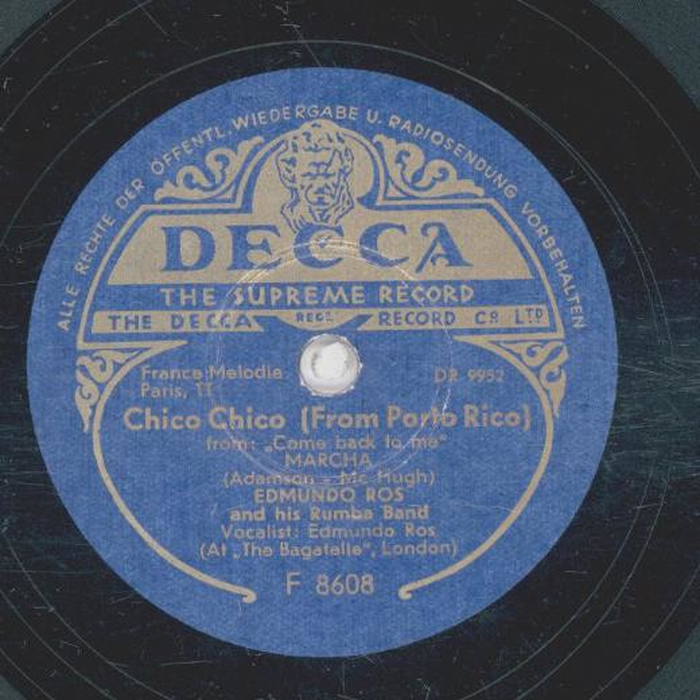 ALLE RECHTE DER ÖFFENTL. WIEDERGABE U. RADIOSENDUNG VORBEHALTEN
DECCA
THE SUPREME RECORD
THE DECCA REGD. RECORD CO LTD
France:Melodie DR 9952
Paris, TT
Chico Chico (From Porto Rico)
from: „Come back to me"
MARCHA
(Adamson - Mc Hugh)
EDMUNDO ROS
and his Rumba Band
Vocalist: Edmundo Ros
(At „The Bagatelle", London)
F 8608